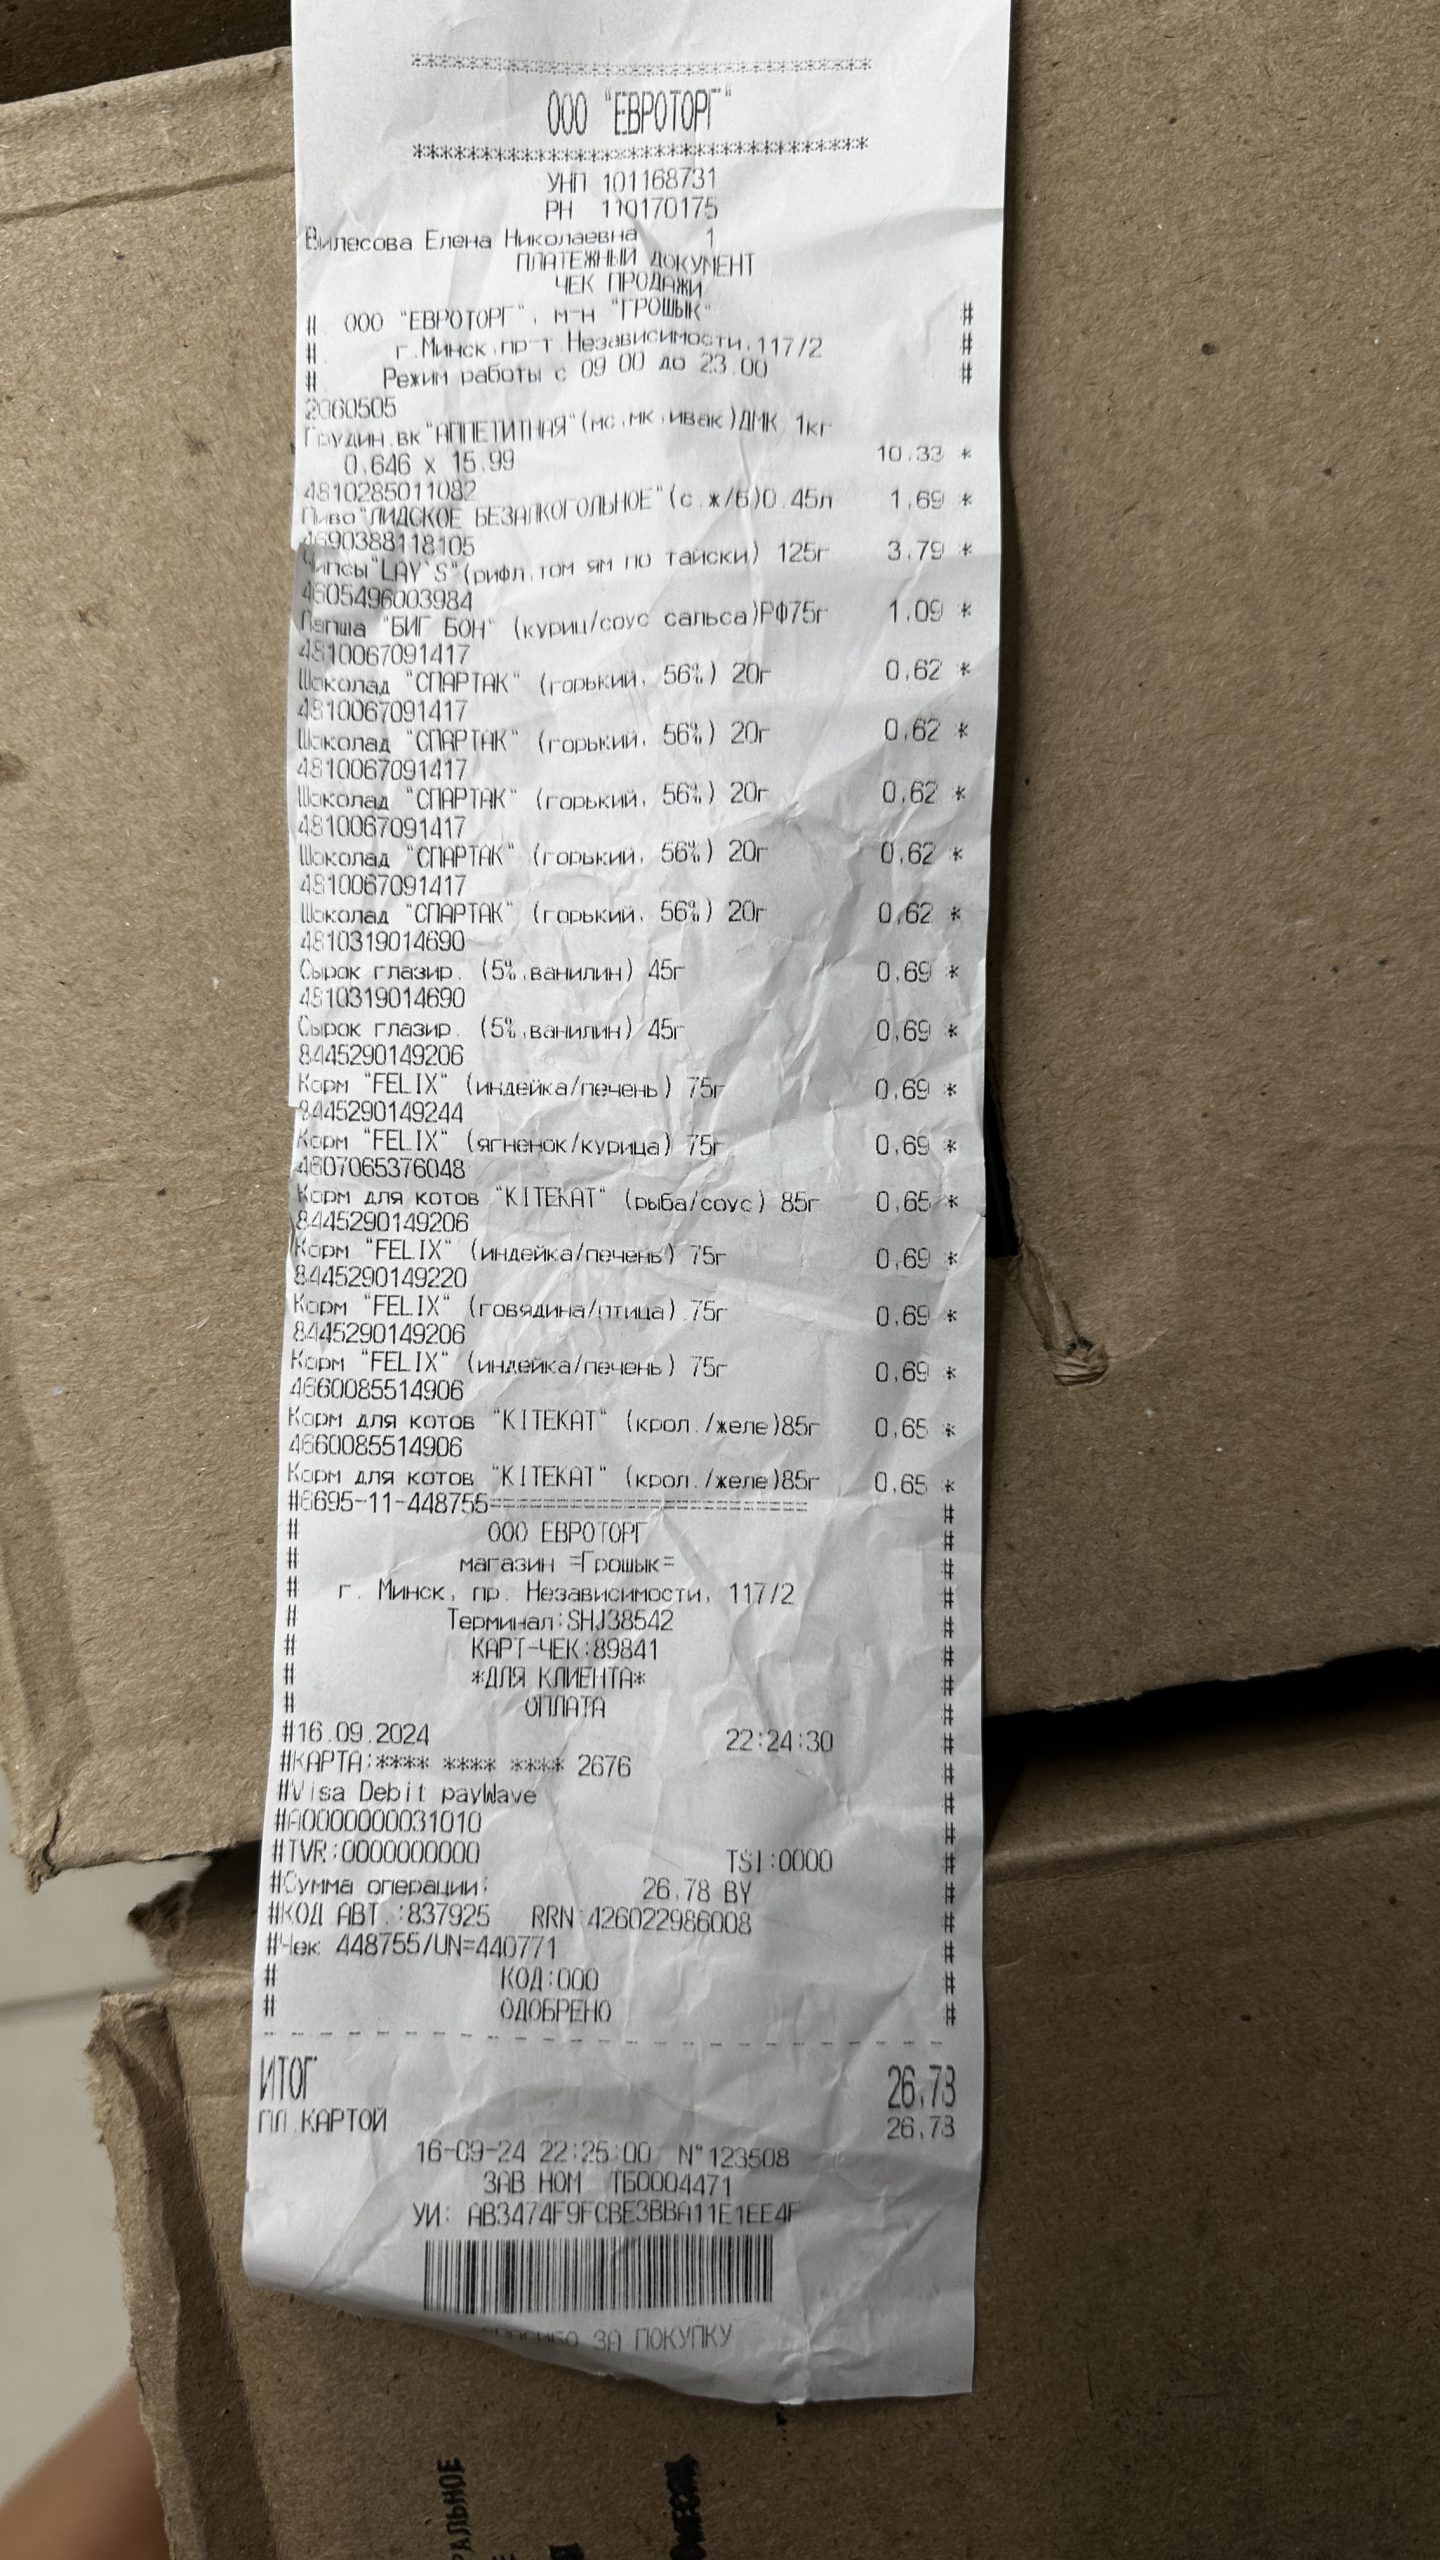 **********************************
ООО "ЕВРОТОРГ"
**********************************
УНП 101168731
РН 110170175
Вилесова Елена Николаевна 1
ПЛАТЕЖНЫЙ ДОКУМЕНТ
ЧЕК ПРОДАЖИ
# ООО "ЕВРОТОРГ", м-н "ГРОШЫК" #
# г.Минск,пр-т.Независимости,117/2 #
# Режим работы с 09.00 до 23.00 #
2060505
Грудин.вк"АППЕТИТНАЯ"(мс,мк,ивак)ДМК 1кг
0,646 x 15.99 10.33 *
4810285011082
Пиво"ЛИДСКОЕ БЕЗАЛКОГОЛЬНОЕ"(с.ж/б)0.45л 1,69 *
4690388118105
Чипсы"LAY`S"(рифл,том ям по тайски) 125г 3.79 *
4605496003984
Лапша "БИГ БОН" (куриц/соус сальса)РФ75г 1.09 *
4810067091417
Шоколад "СПАРТАК" (горький, 56%) 20г 0,62 *
4810067091417
Шоколад "СПАРТАК" (горький, 56%) 20г 0,62 *
4810067091417
Шоколад "СПАРТАК" (горький, 56%) 20г 0,62 *
4810067091417
Шоколад "СПАРТАК" (горький, 56%) 20г 0,62 *
4810067091417
Шоколад "СПАРТАК" (горький, 56%) 20г 0,62 *
4810319014690
Сырок глазир. (5%,ванилин) 45г 0,69 *
4810319014690
Сырок глазир. (5%,ванилин) 45г 0,69 *
8445290149206
Корм "FELIX" (индейка/печень) 75г 0,69 *
8445290149244
Корм "FELIX" (ягненок/курица) 75г 0,69 *
4607065376048
Корм для котов "KITEKAT" (рыба/соус) 85г 0,65 *
8445290149206
Корм "FELIX" (индейка/печень) 75г 0,69 *
8445290149220
Корм "FELIX" (говядина/птица) 75г 0,69 *
8445290149206
Корм "FELIX" (индейка/печень) 75г 0,69 *
4660085514906
Корм для котов "KITEKAT" (крол./желе)85г 0,65 *
4660085514906
Корм для котов "KITEKAT" (крол./желе)85г 0,65 *
#6695-11-448755======================== #
# ООО ЕВРОТОРГ #
# магазин =Грошык= #
# г. Минск, пр. Независимости, 117/2 #
# Терминал:SHJ38542 #
# КАРТ-ЧЕК:89841 #
# *ДЛЯ КЛИЕНТА* #
# ОПЛАТА #
#16.09.2024 22:24:30 #
#КАРТА:**** **** **** 2676 #
#Visa Debit payWave #
#A0000000031010 #
#TVR:0000000000 TSI:0000 #
#Сумма операции: 26,78 BY #
#КОД АВТ.:837925 RRN:426022986008 #
#Чек 448755/UN=440771 #
# КОД:000 #
# ОДОБРЕНО #
ИТОГ 26,78
ПЛ.КАРТОЙ 26,78
16-09-24 22:25:00 N°123508
ЗАВ НОМ ТБ0004471
УИ: AB3474F9FCBE3BBA11E1EE4F
СПАСИБО ЗА ПОКУПКУ